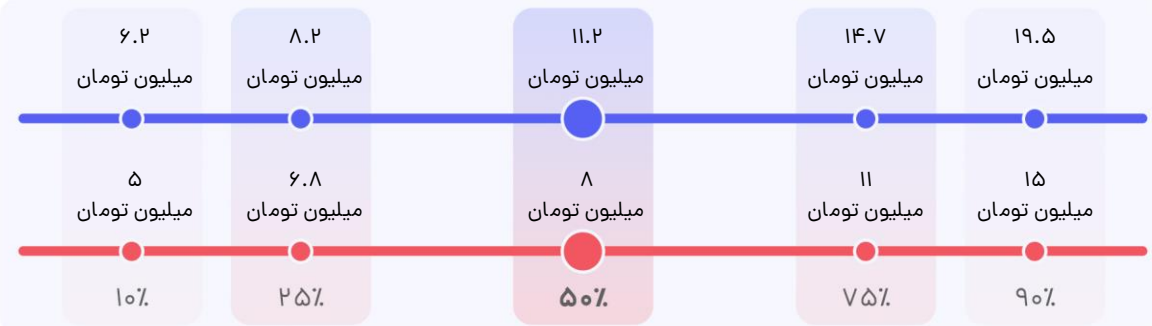 ۶.۲
میلیون تومان
۸.۲
میلیون تومان
۱۱.۲
میلیون تومان
۱۴.۷
میلیون تومان
۱۹.۵
میلیون تومان
۵
میلیون تومان
۶.۸
میلیون تومان
۸
میلیون تومان
۱۱
میلیون تومان
۱۵
میلیون تومان
۱۰٪
۲۵٪
۵۰٪
۷۵٪
۹۰٪